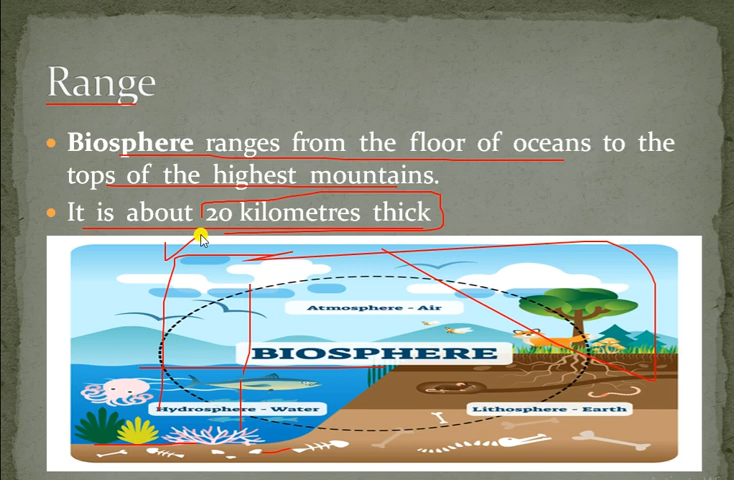 Range
Biosphere ranges from the floor of oceans to the
tops of the highest mountains.
It is about 20 kilometres thick
Atmosphere - Air
BIOSPHERE
Hydrosphere - Water
Lithosphere - Earth